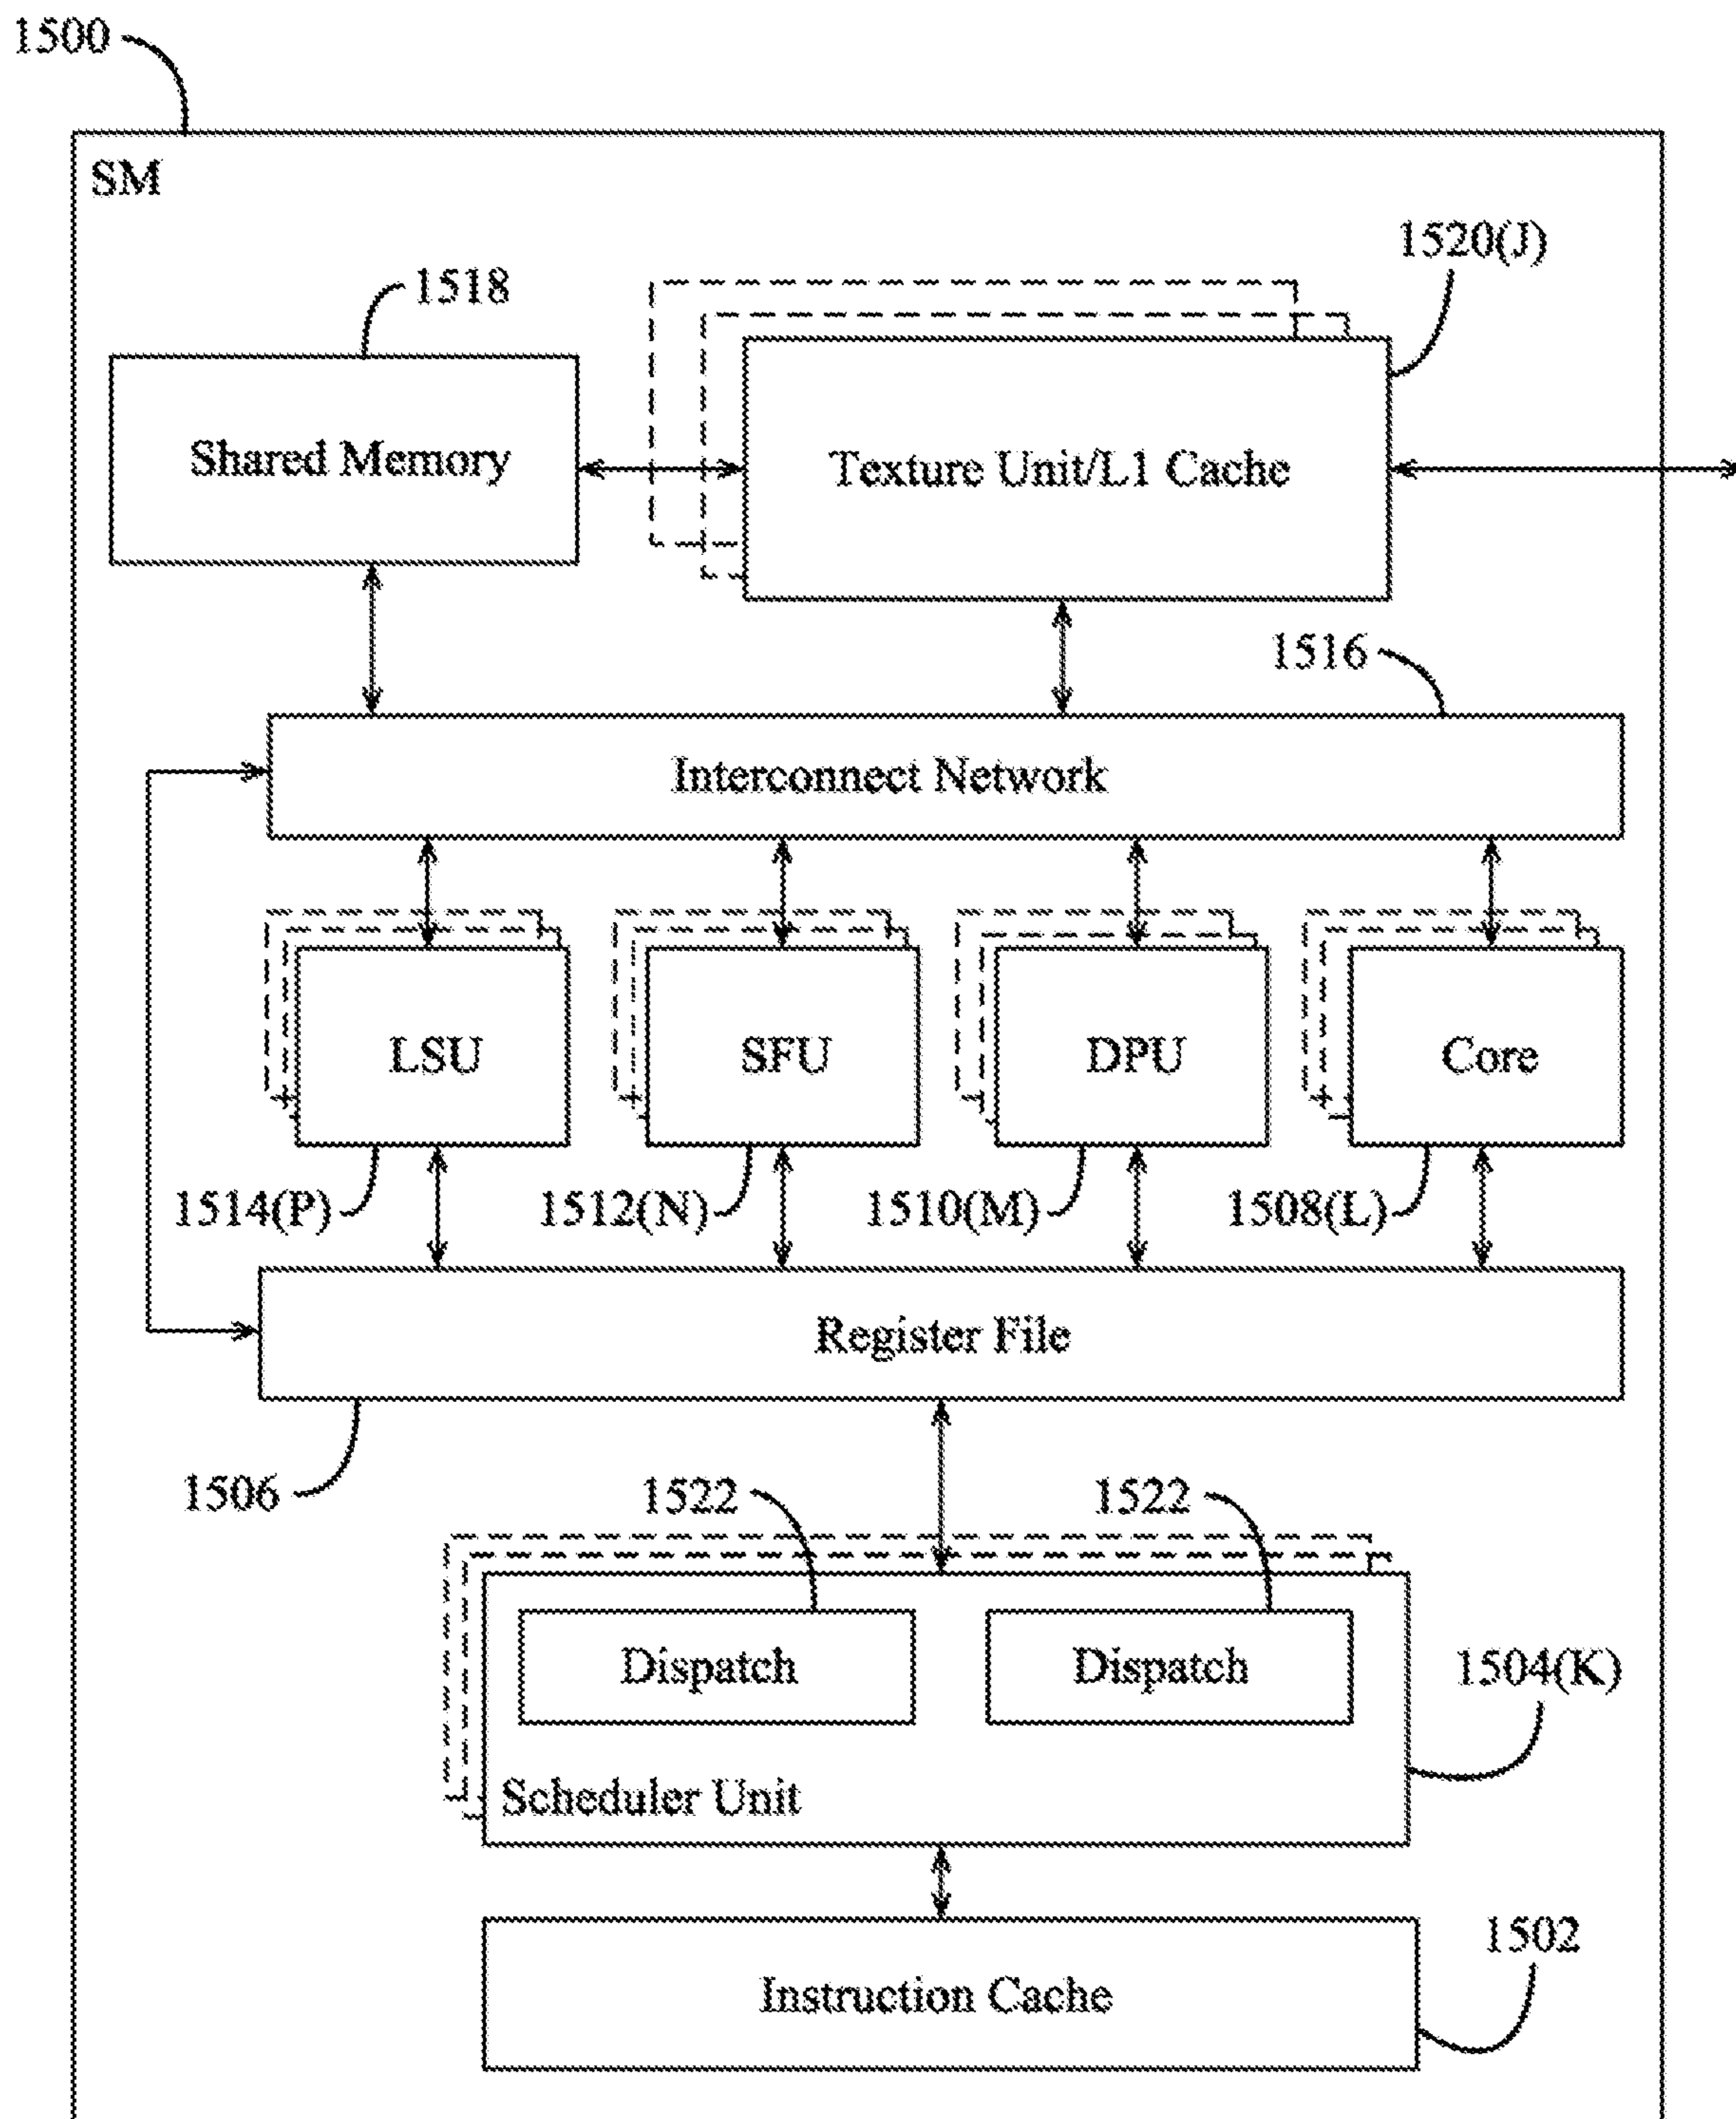 1500
SM
1520(J)
1518
Shared Memory
Texture Unit/L1 Cache
1516
Interconnect Network
LSU
SFU
DPU
Core
1514(P)
1512(N)
1510(M)
1508(L)
Register File
1506
1522
1522
Dispatch
Dispatch
1504(K)
Scheduler Unit
1502
Instruction Cache